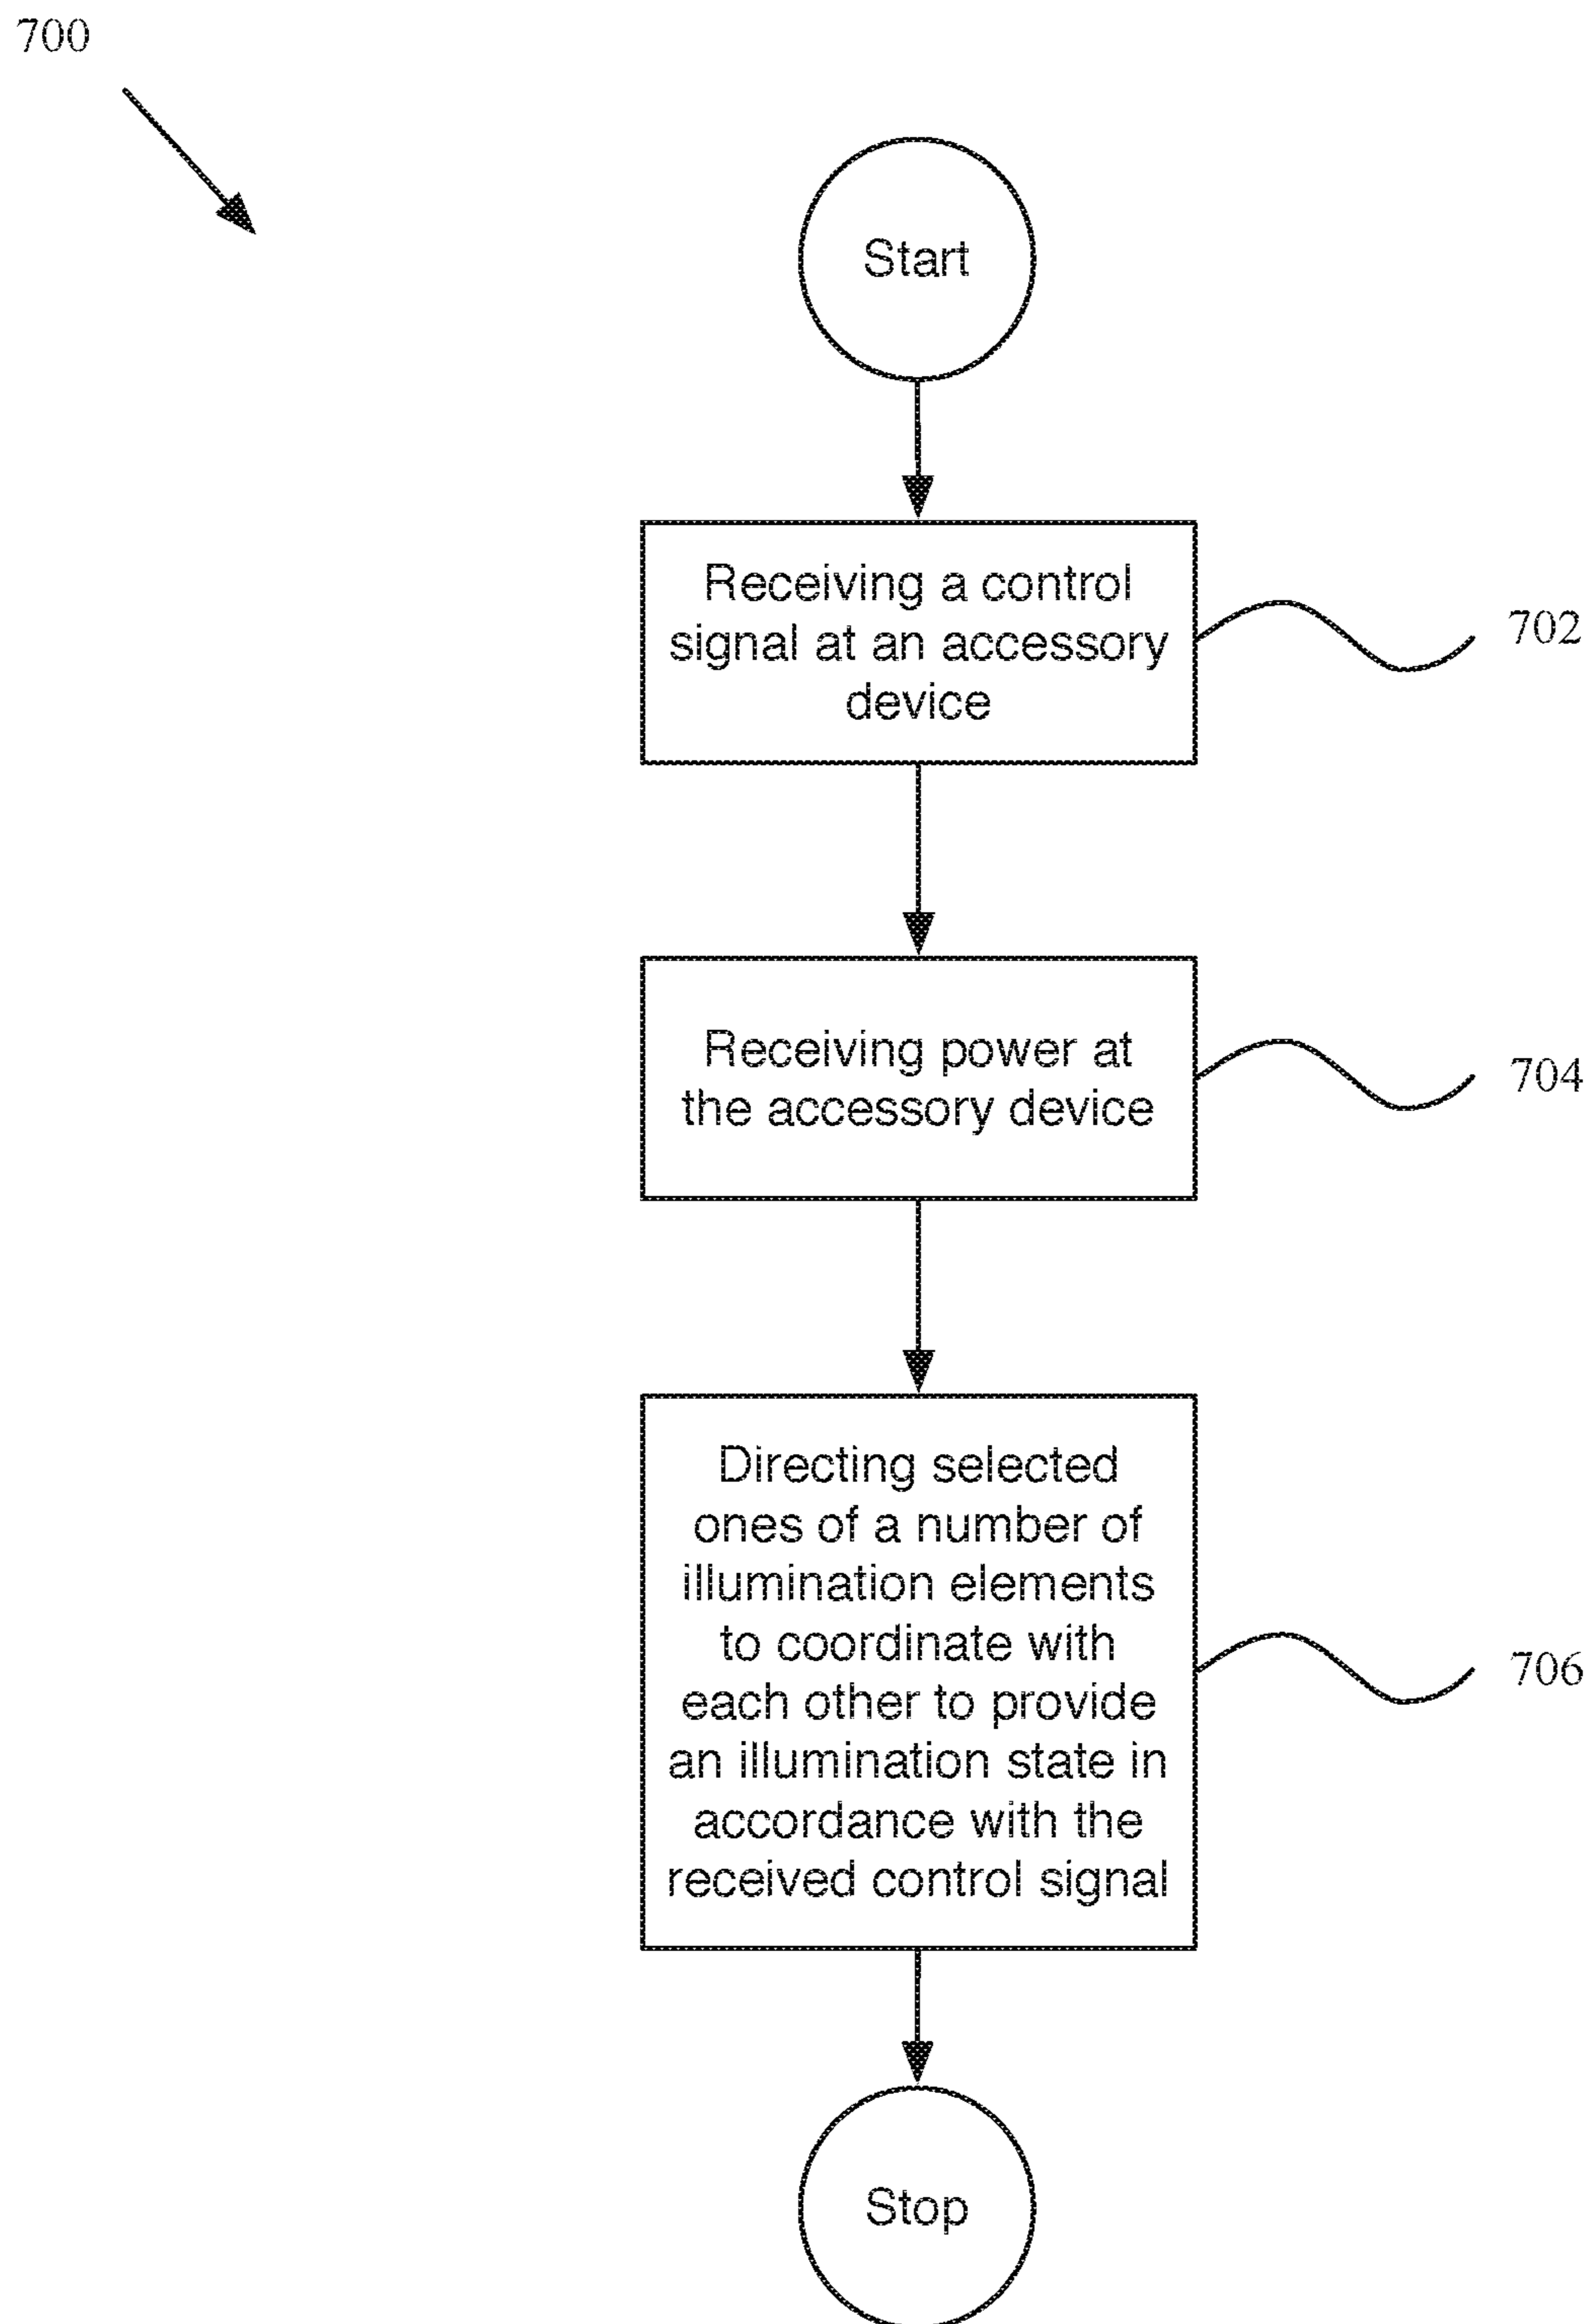 700
Start
Receiving a control
signal at an accessory
device
702
Receiving power at
the accessory device
704
Directing selected
ones of a number of
illumination elements
to coordinate with
each other to provide
an illumination state in
accordance with the
received control signal
706
Stop